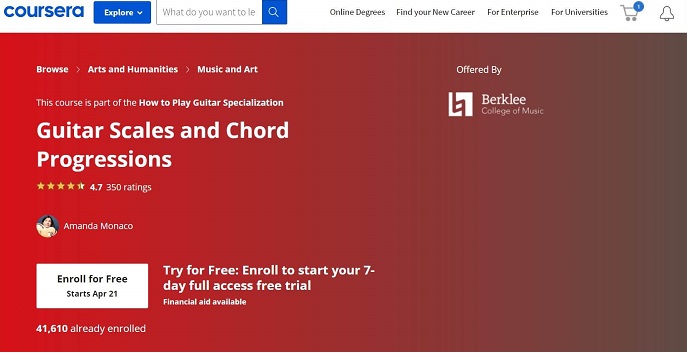 coursera
Explore
What do you want to le
Online Degrees
Find your New Career
For Enterprise
For Universities
1
Browse > Arts and Humanities > Music and Art
Offered By
This course is part of the How to Play Guitar Specialization
Berklee
College of Music
Guitar Scales and Chord
Progressions
4.7 350 ratings
Amanda Monaco
Enroll for Free
Starts Apr 21
Try for Free: Enroll to start your 7-
day full access free trial
Financial aid available
41,610 already enrolled